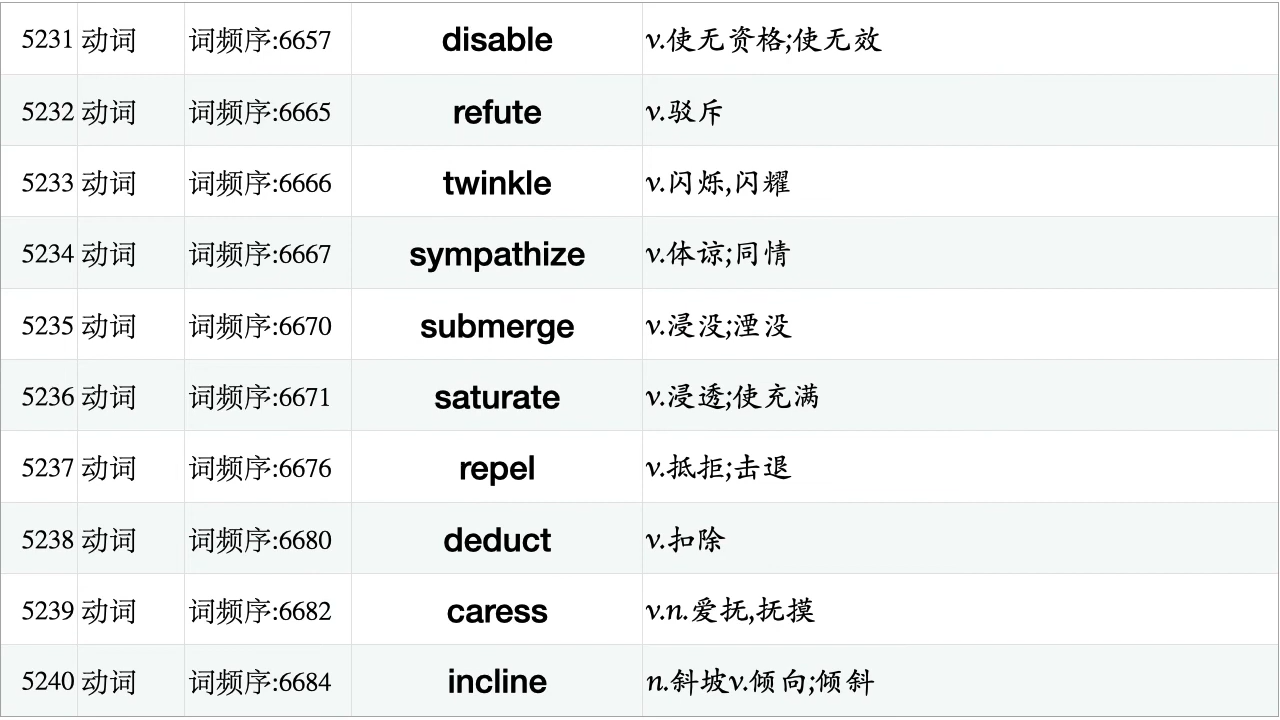 5231 动词 词频序:6657 disable v.使无资格;使无效
5232 动词 词频序:6665 refute v.驳斥
5233 动词 词频序:6666 twinkle v.闪烁,闪耀
5234 动词 词频序:6667 sympathize v.体谅;同情
5235 动词 词频序:6670 submerge v.浸没;湮没
5236 动词 词频序:6671 saturate v.浸透;使充满
5237 动词 词频序:6676 repel v.抵拒;击退
5238 动词 词频序:6680 deduct v.扣除
5239 动词 词频序:6682 caress v.n.爱抚,抚摸
5240 动词 词频序:6684 incline n.斜坡v.倾向;倾斜